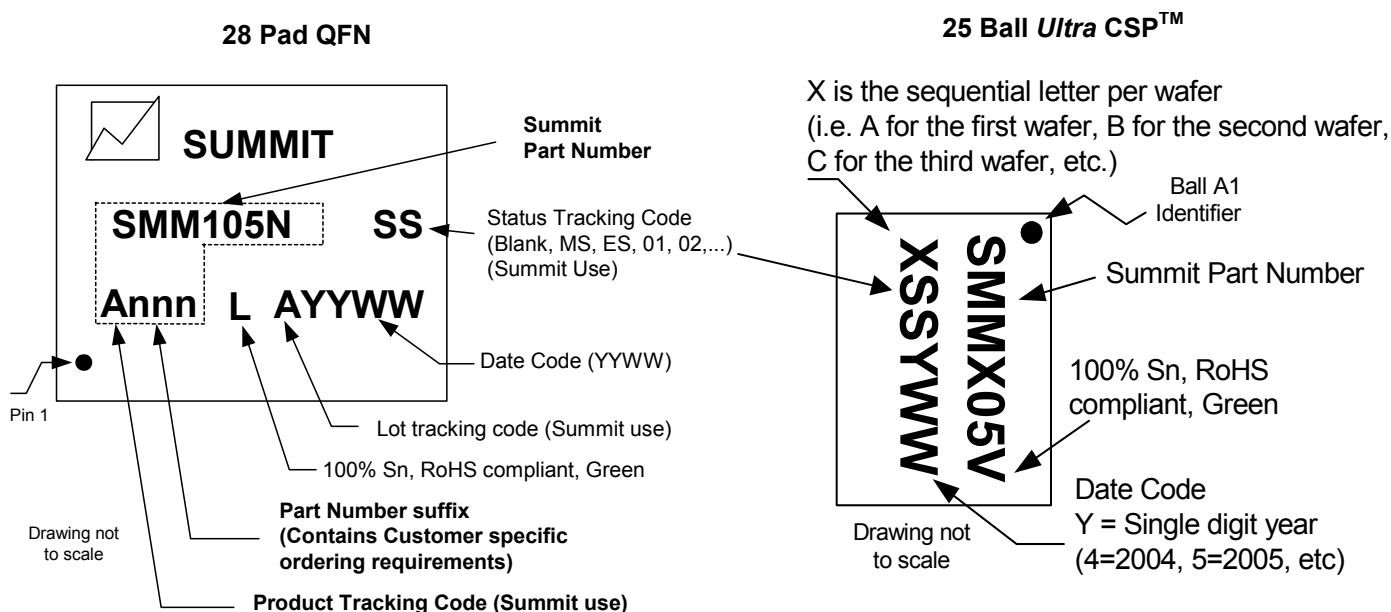 28 Pad QFN
SUMMIT
SMM105N
SS
Annn
L
AYYWW
Pin 1
Summit
Part Number
Status Tracking Code
(Blank, MS, ES, 01, 02,...)
(Summit Use)
Date Code (YYWW)
Lot tracking code (Summit use)
100% Sn, RoHS compliant, Green
Part Number suffix
(Contains Customer specific
ordering requirements)
Product Tracking Code (Summit use)
Drawing not
to scale
25 Ball Ultra CSP™
X is the sequential letter per wafer
(i.e. A for the first wafer, B for the second wafer,
C for the third wafer, etc.)
Ball A1
Identifier
SMMX05V
XSSYWW
Summit Part Number
100% Sn, RoHS
compliant, Green
Date Code
Y = Single digit year
(4=2004, 5=2005, etc)
Drawing not
to scale